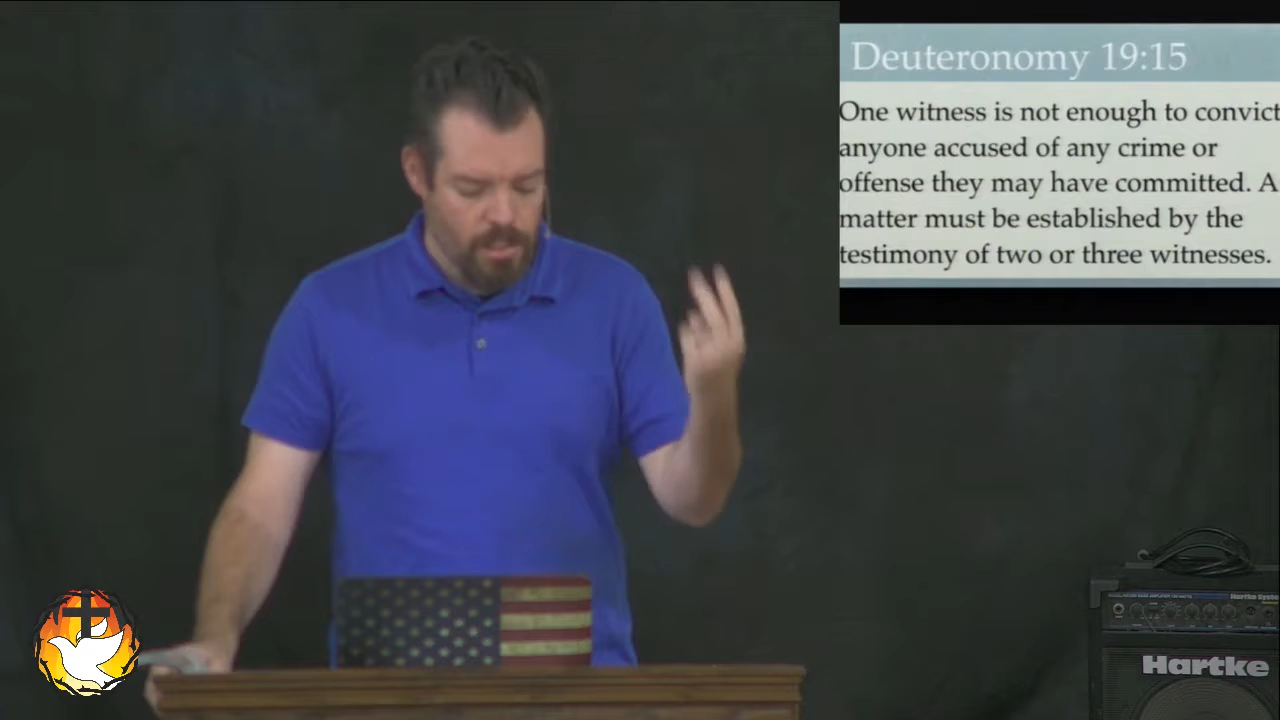 Deuteronomy 19:15
One witness is not enough to convict
anyone accused of any crime or
offense they may have committed. A
matter must be established by the
testimony of two or three witnesses.
Hartke